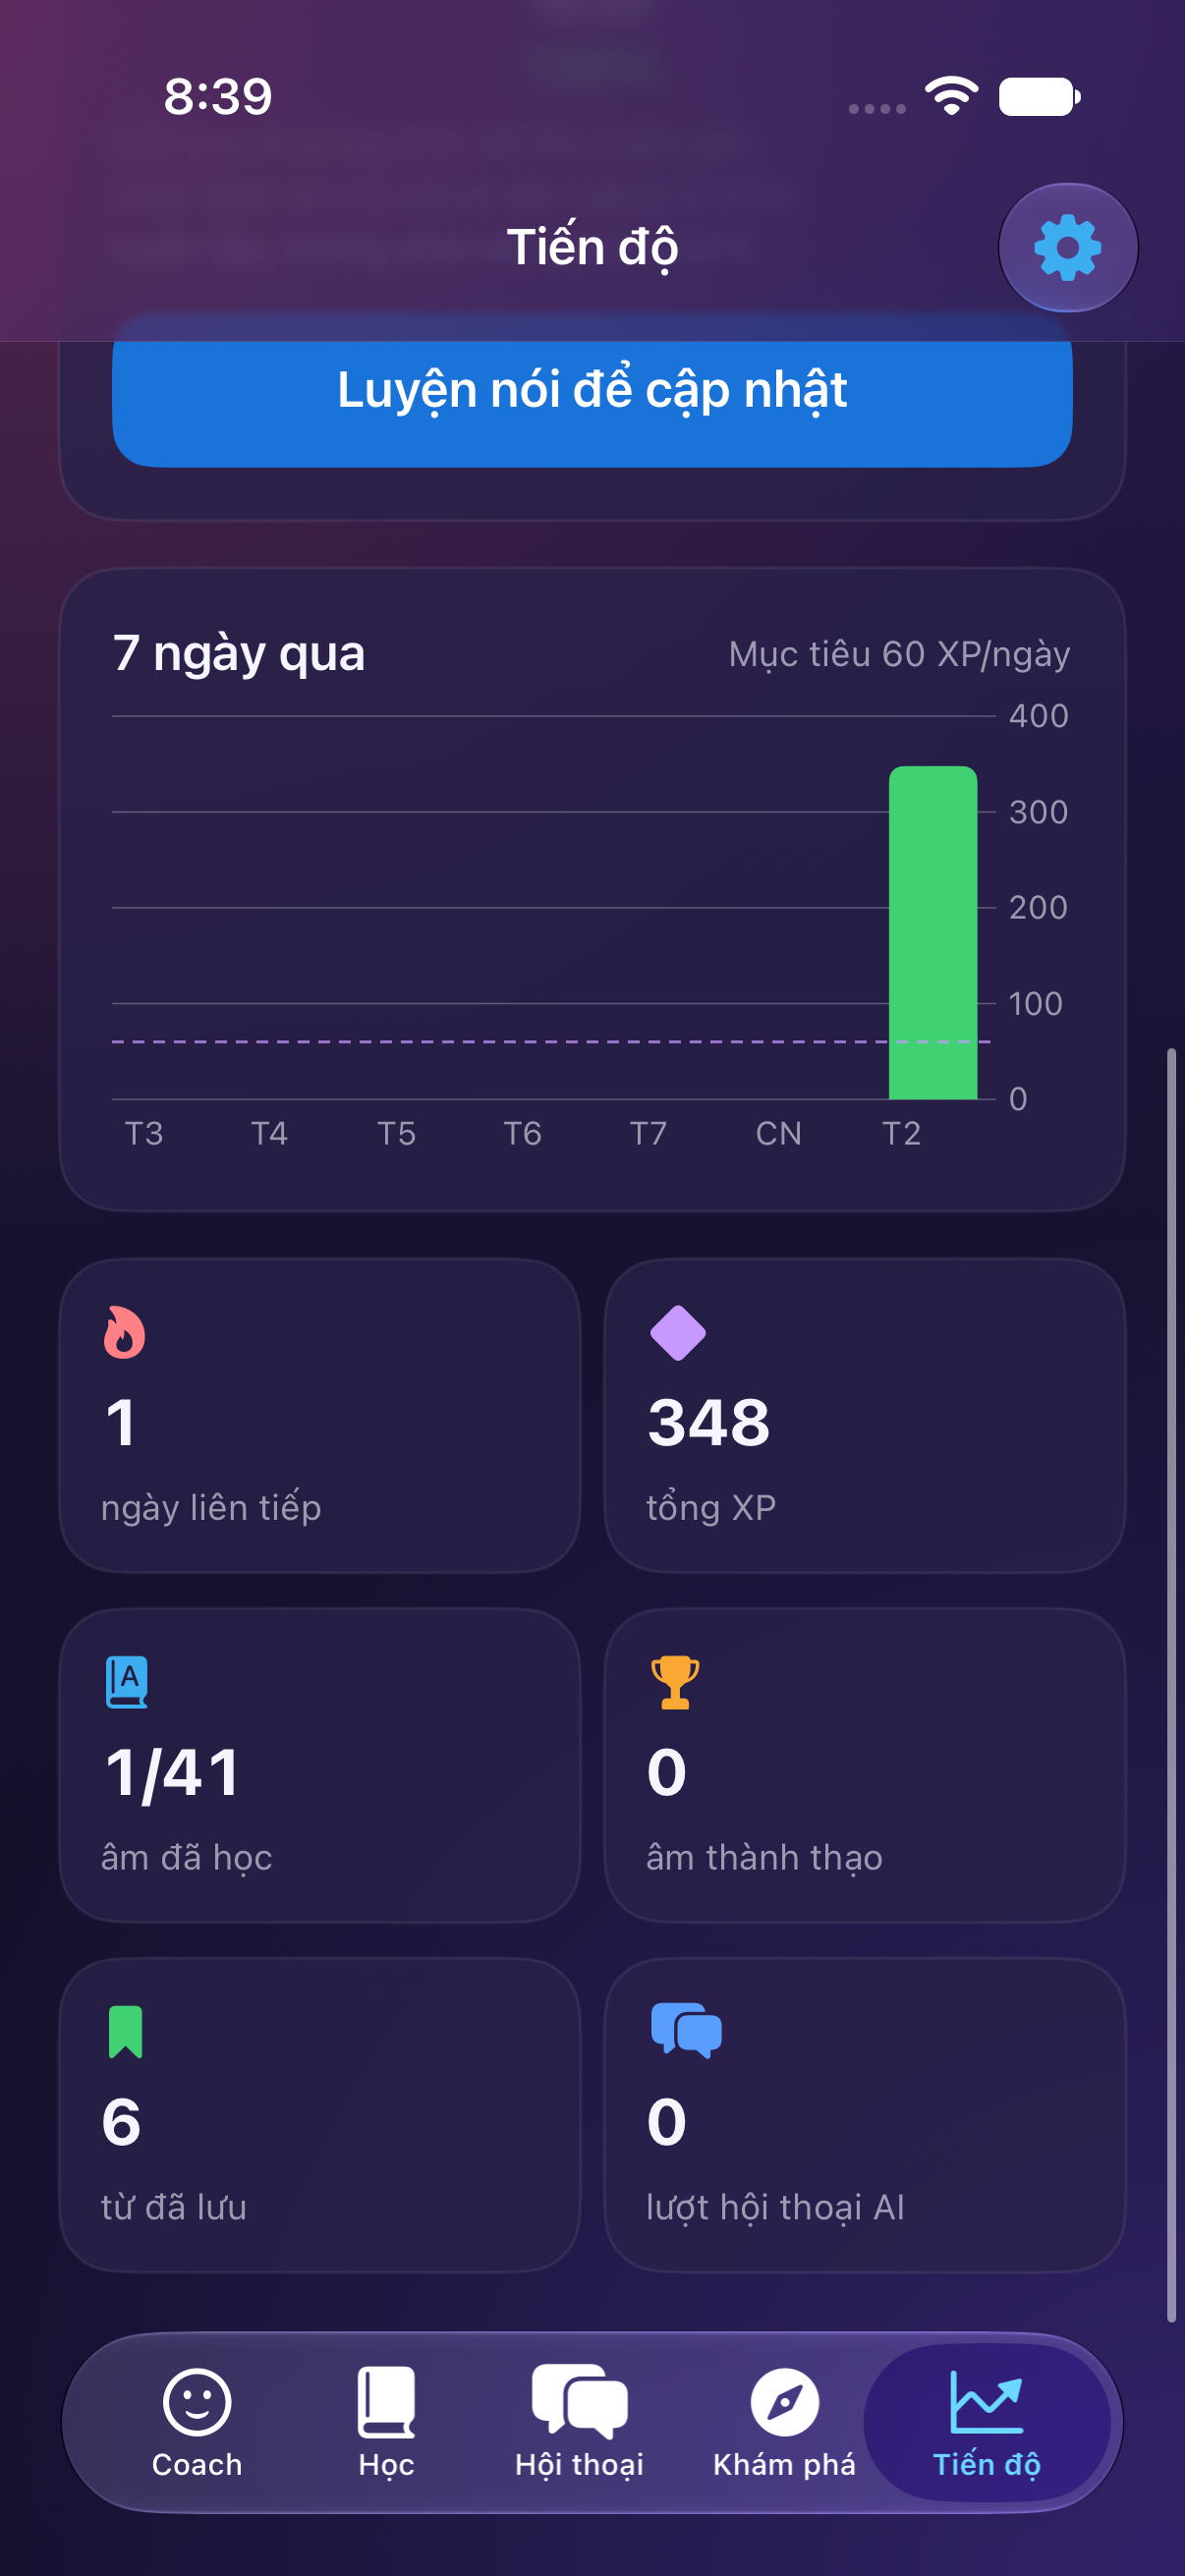 8:39
Tiến độ
Luyện nói để cập nhật
7 ngày qua
Mục tiêu 60 XP/ngày
400
300
200
100
0
T3 T4 T5 T6 T7 CN T2
1
ngày liên tiếp
348
tổng XP
1/41
âm đã học
0
âm thành thạo
6
từ đã lưu
0
lượt hội thoại AI
Coach Học Hội thoại Khám phá Tiến độ